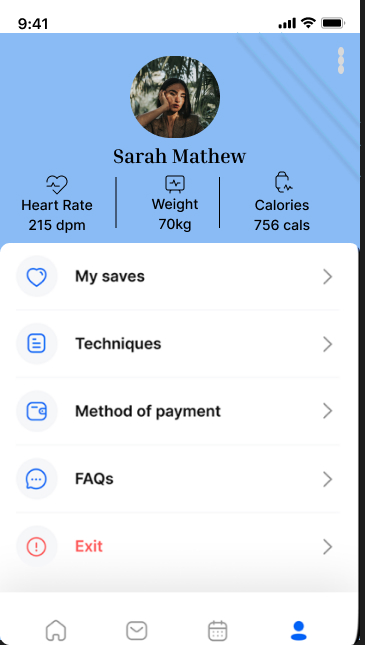 9:41
Sarah Mathew
Heart Rate
215 dpm
Weight
70kg
Calories
756 cals
My saves
Techniques
Method of payment
FAQs
Exit